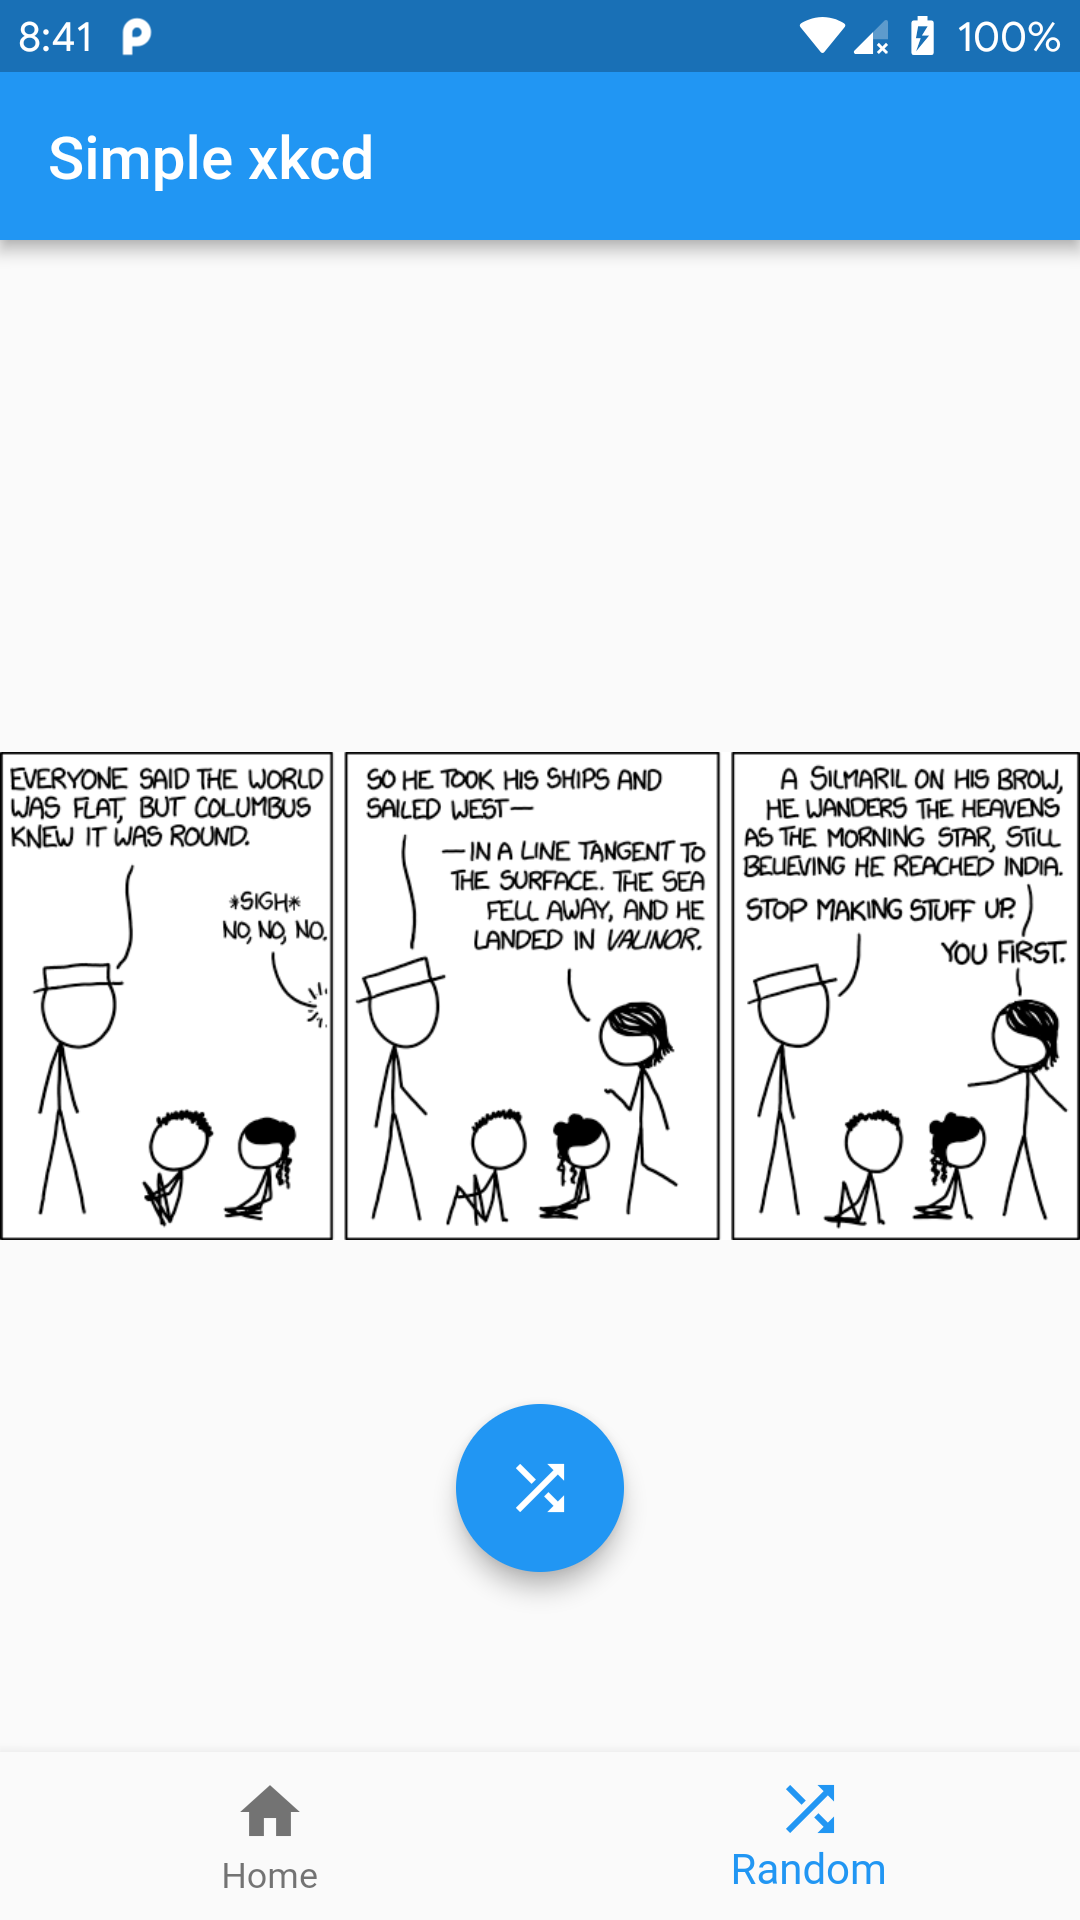 8:41
100%
Simple xkcd
EVERYONE SAID THE WORLD
WAS FLAT, BUT COLUMBUS
KNEW IT WAS ROUND.
*SIGH*
NO, NO, NO.
SO HE TOOK HIS SHIPS AND
SAILED WEST—
—IN A LINE TANGENT TO
THE SURFACE. THE SEA
FELL AWAY, AND HE
LANDED IN VALINOR.
A SILMARIL ON HIS BROW,
HE WANDERS THE HEAVENS
AS THE MORNING STAR, STILL
BELIEVING HE REACHED INDIA.
STOP MAKING STUFF UP.
YOU FIRST.
Home
Random